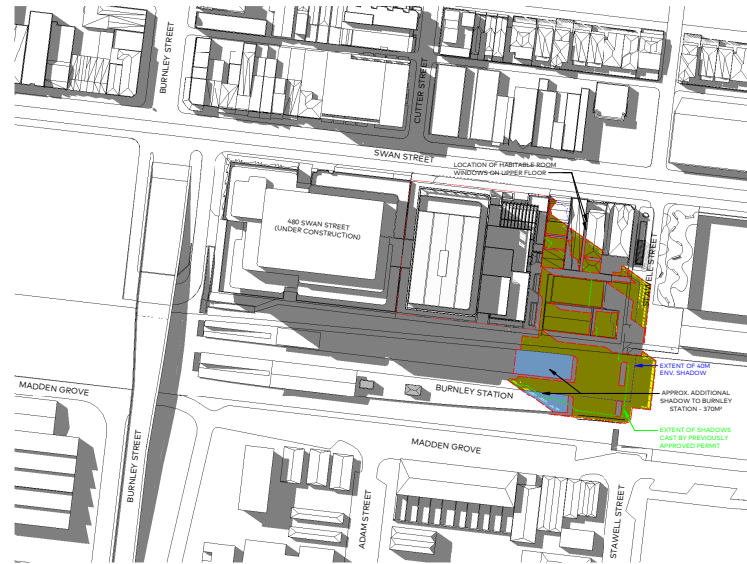 BURNLEY STREET
CUTTER STREET
SWAN STREET
LOCATION OF HABITABLE ROOM
WINDOWS ON UPPER FLOOR
480 SWAN STREET
(UNDER CONSTRUCTION)
STAWELL STREET
EXTENT OF 40M
ENV. SHADOW
MADDEN GROVE
BURNLEY STATION
APPROX. ADDITIONAL
SHADOW TO BURNLEY
STATION - 370M²
EXTENT OF SHADOWS
CAST BY PREVIOUSLY
APPROVED PERMIT
MADDEN GROVE
BURNLEY STREET
ADAM STREET
STAWELL STREET